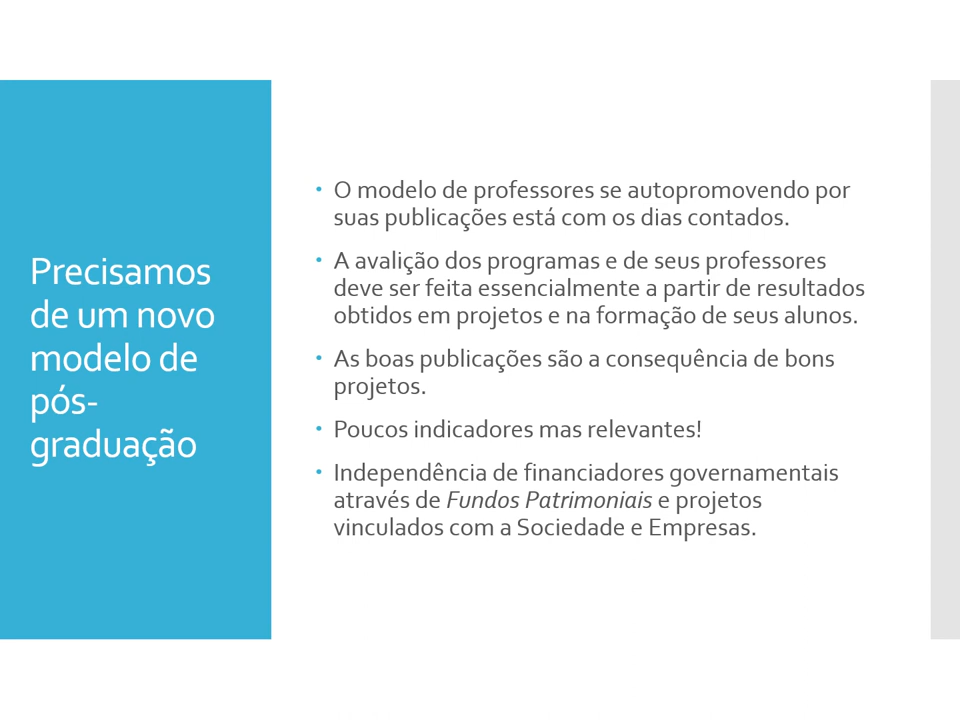 Precisamos
de um novo
modelo de
pós-
graduação
• O modelo de professores se autopromovendo por
suas publicações está com os dias contados.
• A avalição dos programas e de seus professores
deve ser feita essencialmente a partir de resultados
obtidos em projetos e na formação de seus alunos.
• As boas publicações são a consequência de bons
projetos.
• Poucos indicadores mas relevantes!
• Independência de financiadores governamentais
através de Fundos Patrimoniais e projetos
vinculados com a Sociedade e Empresas.